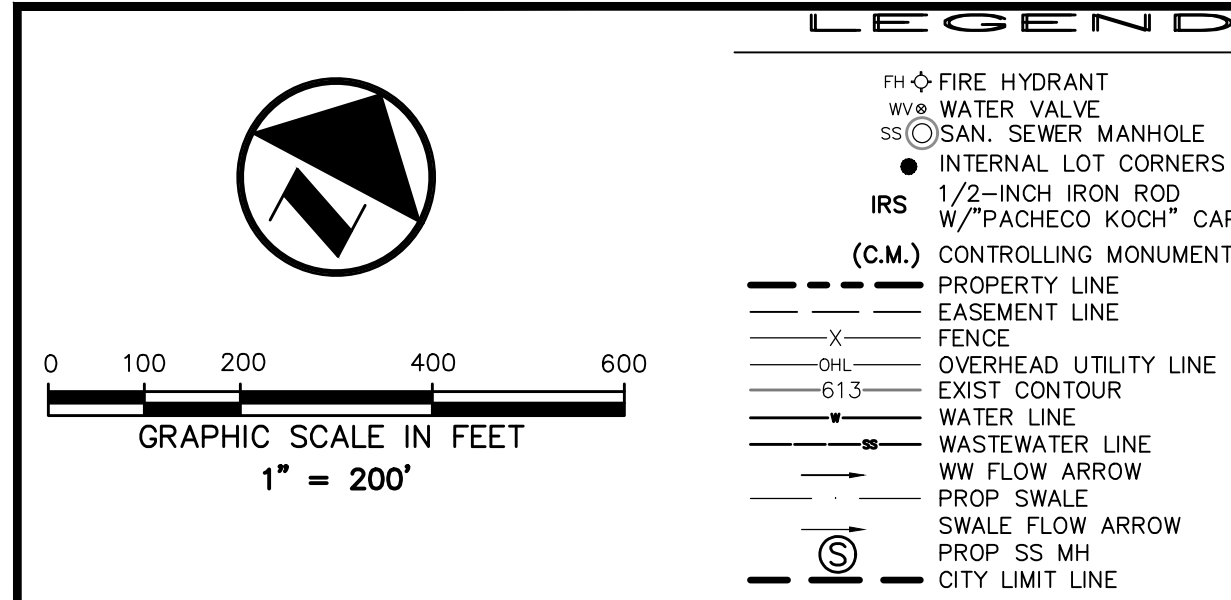 LEGEND
FH FIRE HYDRANT
WV WATER VALVE
SS SAN. SEWER MANHOLE
INTERNAL LOT CORNERS
IRS 1/2-INCH IRON ROD
W/"PACHECO KOCH" CAP
(C.M.) CONTROLLING MONUMENT
PROPERTY LINE
EASEMENT LINE
X FENCE
OHL OVERHEAD UTILITY LINE
613 EXIST CONTOUR
W WATER LINE
SS WASTEWATER LINE
WW FLOW ARROW
PROP SWALE
SWALE FLOW ARROW
S PROP SS MH
CITY LIMIT LINE
N
0 100 200 400 600
GRAPHIC SCALE IN FEET
1" = 200'